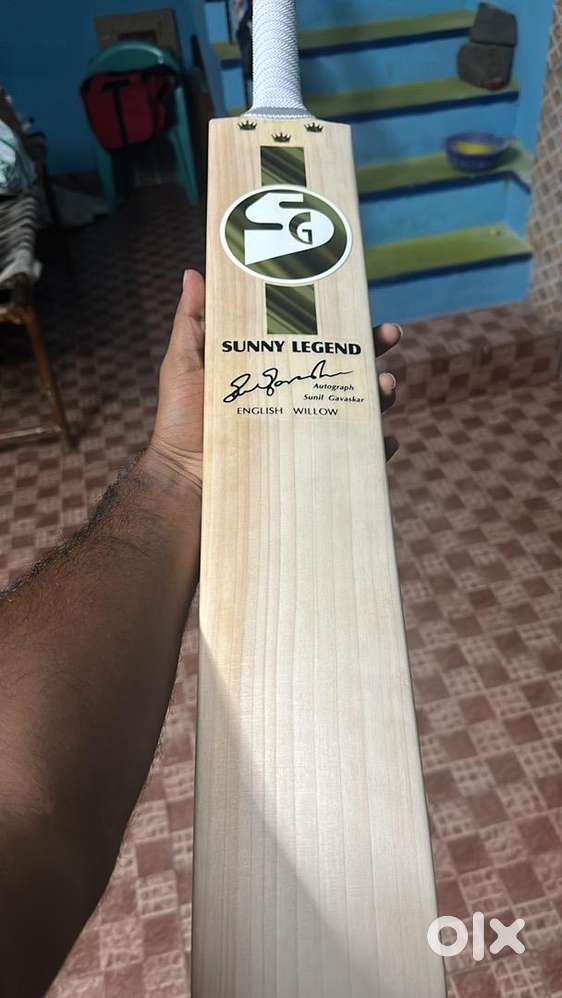 SG
SUNNY LEGEND
Autograph
Sunil Gavaskar
ENGLISH WILLOW
olx